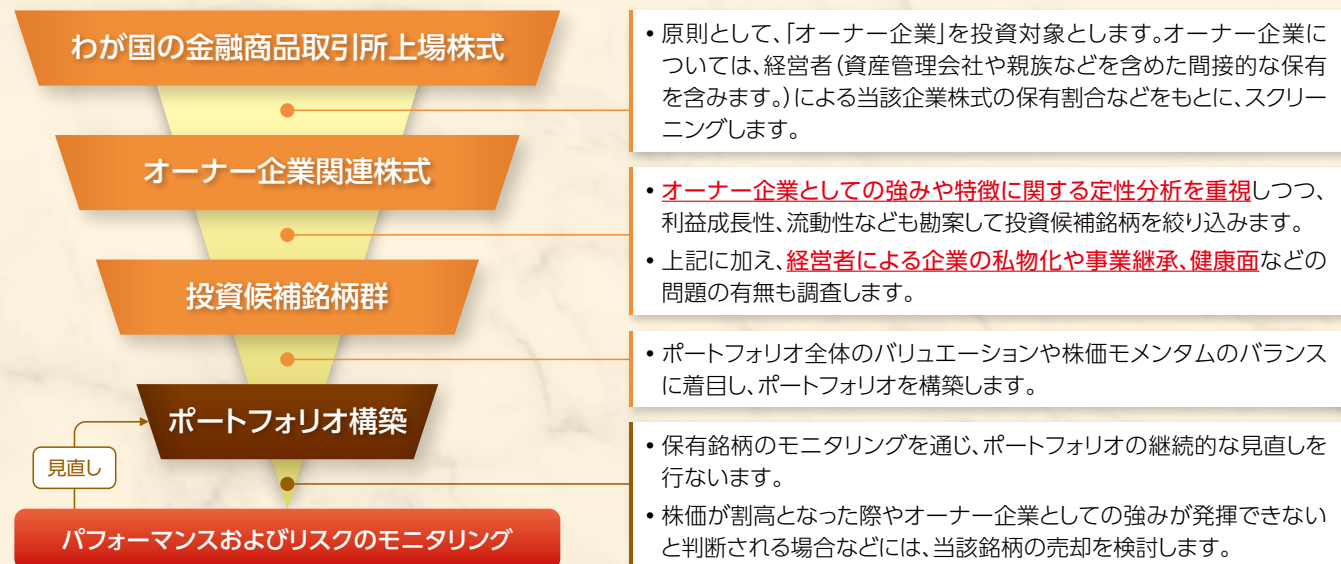 わが国の金融商品取引所上場株式
• 原則として、「オーナー企業」を投資対象とします。オーナー企業に
ついては、経営者(資産管理会社や親族などを含めた間接的な保有
を含みます。)による当該企業株式の保有割合などをもとに、スクリー
ニングします。
オーナー企業関連株式
• オーナー企業としての強みや特徴に関する定性分析を重視しつつ、
利益成長性、流動性なども勘案して投資候補銘柄を絞り込みます。
• 上記に加え、経営者による企業の私物化や事業継承、健康面などの
問題の有無も調査します。
投資候補銘柄群
• ポートフォリオ全体のバリュエーションや株価モメンタムのバランス
に着目し、ポートフォリオを構築します。
ポートフォリオ構築
見直し
• 保有銘柄のモニタリングを通じ、ポートフォリオの継続的な見直しを
行ないます。
• 株価が割高となった際やオーナー企業としての強みが発揮できない
と判断される場合などには、当該銘柄の売却を検討します。
パフォーマンスおよびリスクのモニタリング